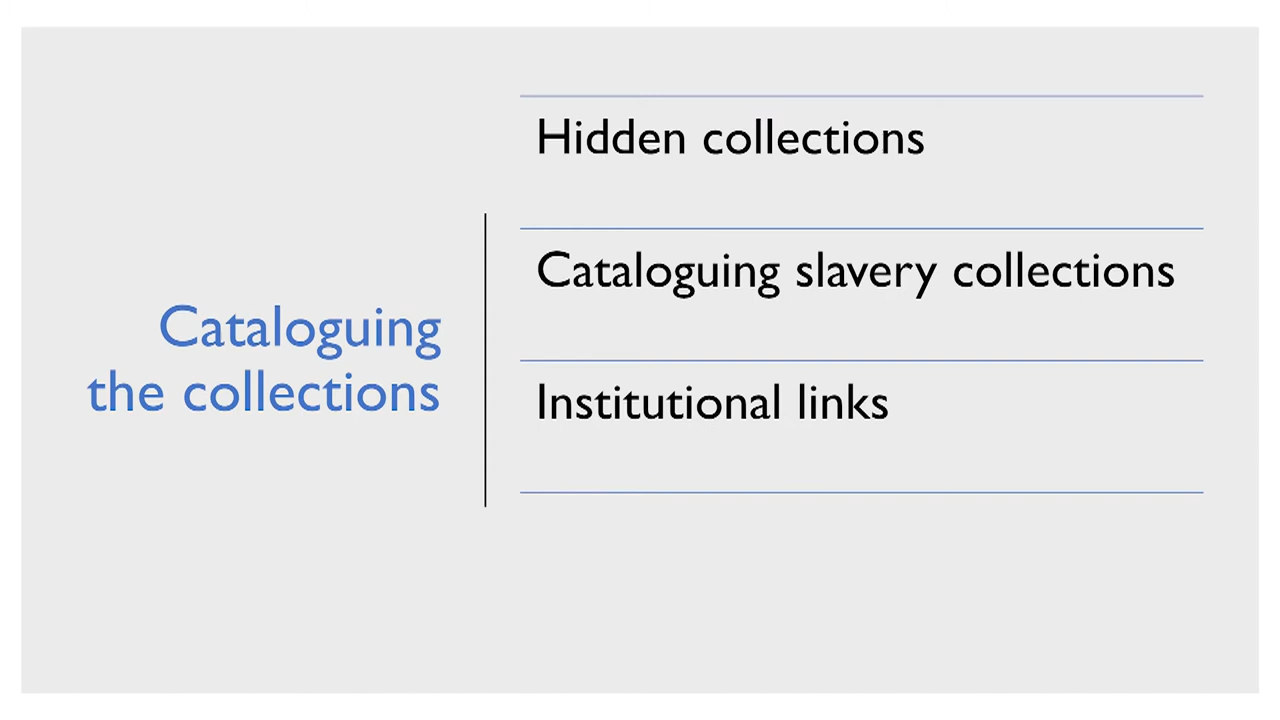 Cataloguing
the collections
Hidden collections
Cataloguing slavery collections
Institutional links